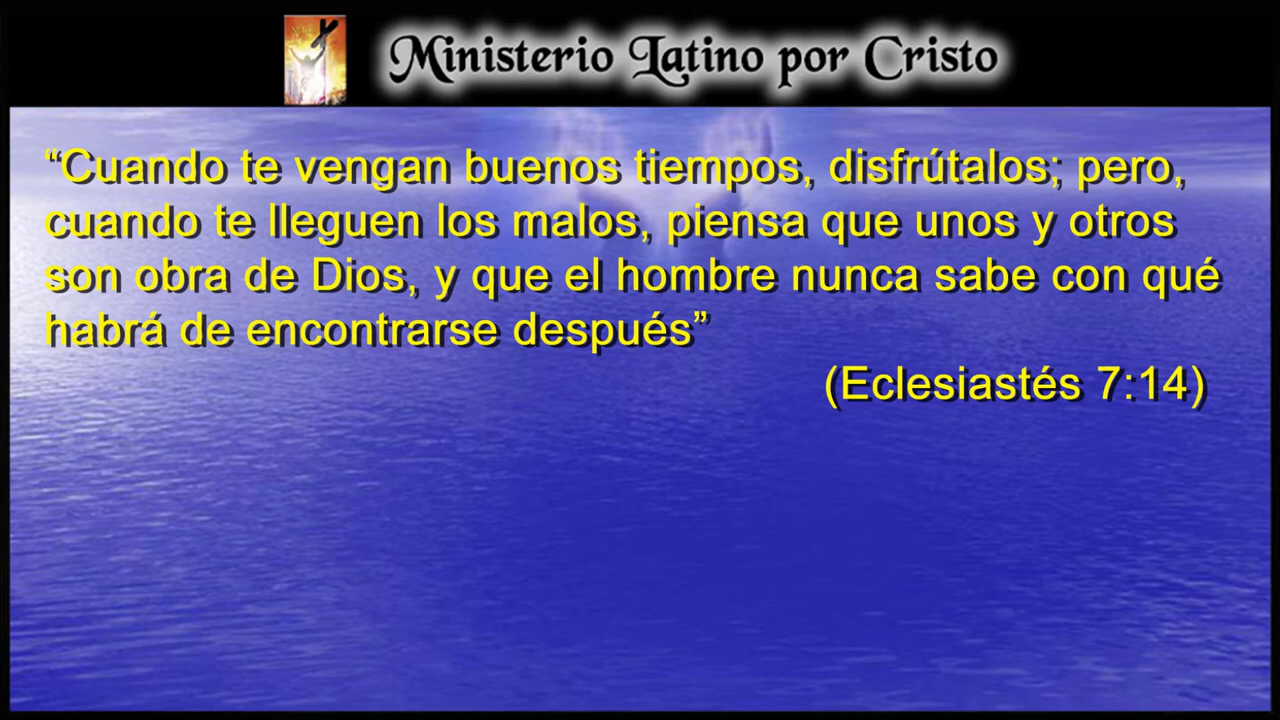 Ministerio Latino por Cristo
“Cuando te vengan buenos tiempos, disfrútalos; pero,
cuando te lleguen los malos, piensa que unos y otros
son obra de Dios, y que el hombre nunca sabe con qué
habrá de encontrarse después”
(Eclesiastés 7:14)